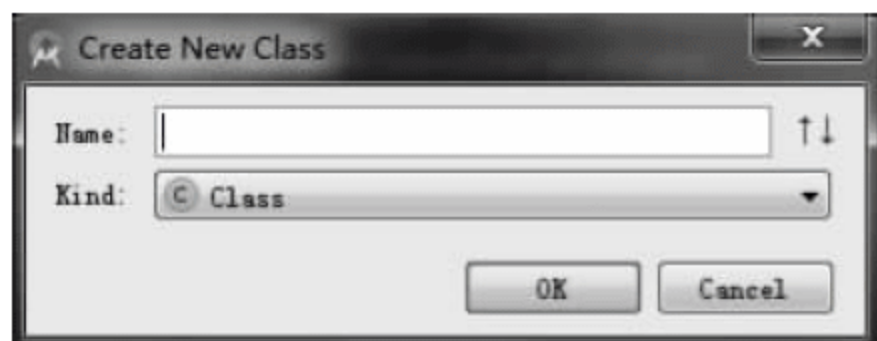 Create New Class
Name: ↑↓
Kind: C Class
OK Cancel